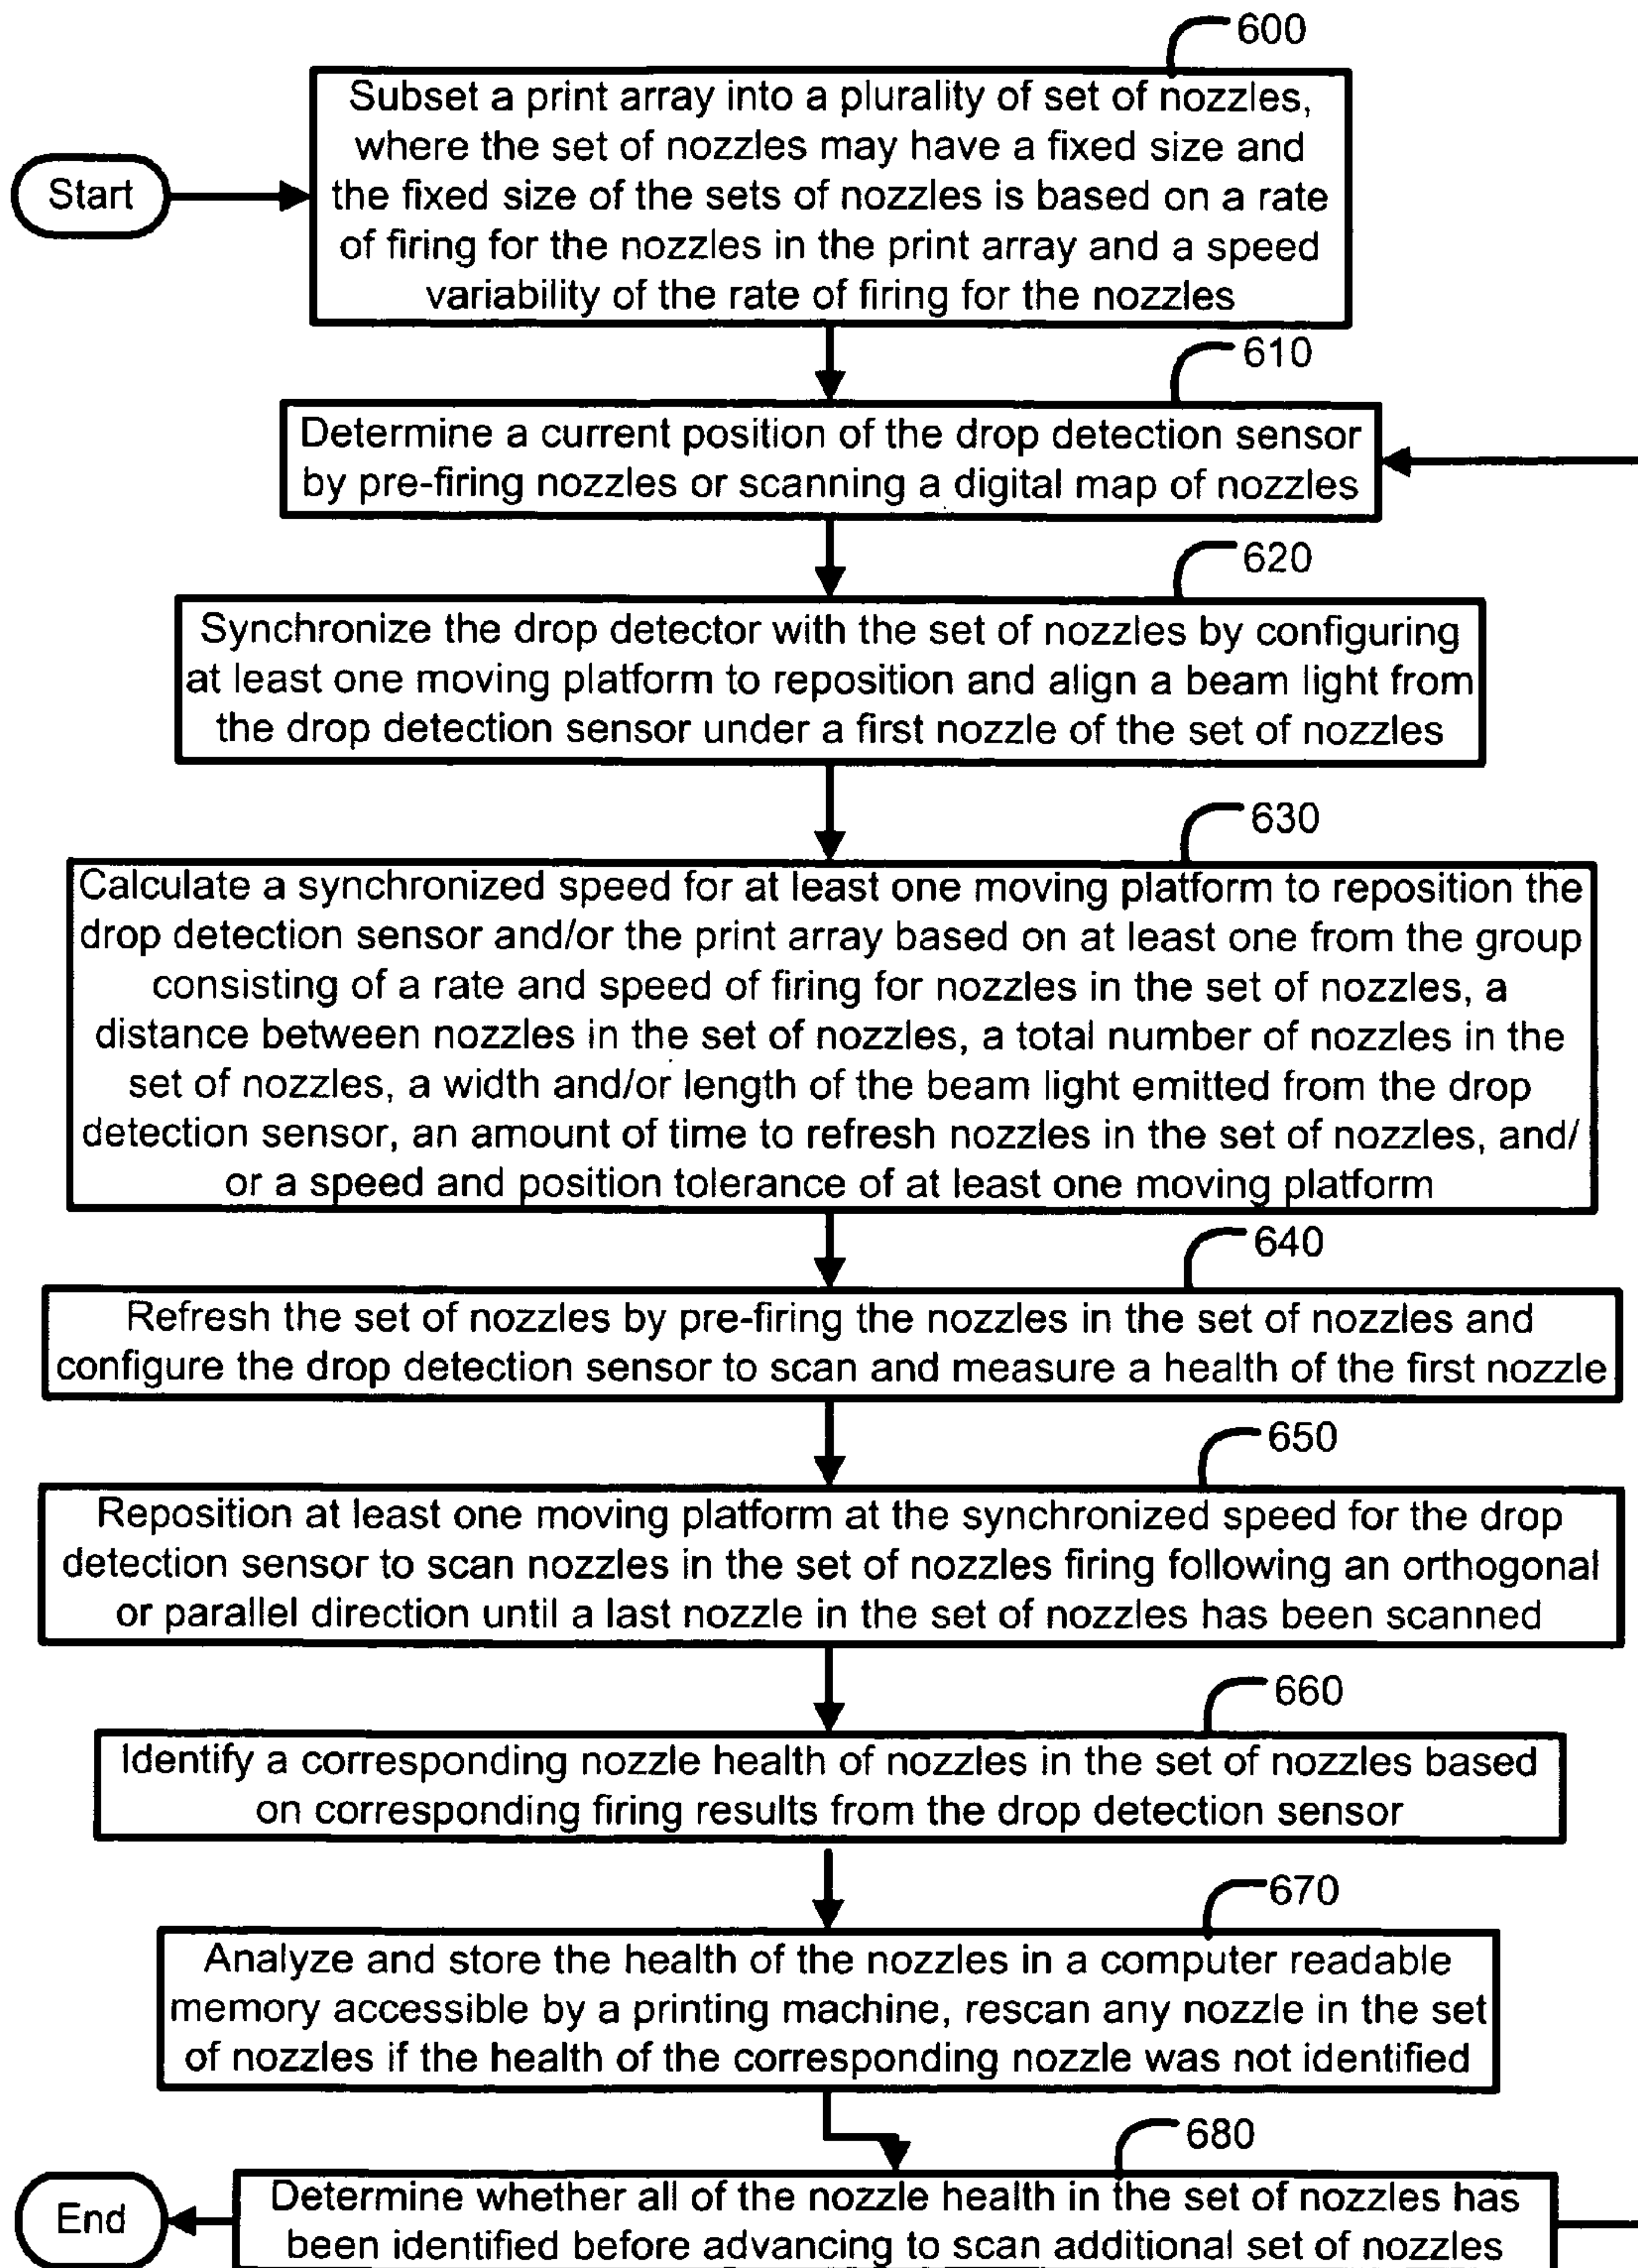 600
Subset a print array into a plurality of set of nozzles,
where the set of nozzles may have a fixed size and
the fixed size of the sets of nozzles is based on a rate
of firing for the nozzles in the print array and a speed
variability of the rate of firing for the nozzles
Start
610
Determine a current position of the drop detection sensor
by pre-firing nozzles or scanning a digital map of nozzles
620
Synchronize the drop detector with the set of nozzles by configuring
at least one moving platform to reposition and align a beam light from
the drop detection sensor under a first nozzle of the set of nozzles
630
Calculate a synchronized speed for at least one moving platform to reposition the
drop detection sensor and/or the print array based on at least one from the group
consisting of a rate and speed of firing for nozzles in the set of nozzles, a
distance between nozzles in the set of nozzles, a total number of nozzles in the
set of nozzles, a width and/or length of the beam light emitted from the drop
detection sensor, an amount of time to refresh nozzles in the set of nozzles, and/
or a speed and position tolerance of at least one moving platform
640
Refresh the set of nozzles by pre-firing the nozzles in the set of nozzles and
configure the drop detection sensor to scan and measure a health of the first nozzle
650
Reposition at least one moving platform at the synchronized speed for the drop
detection sensor to scan nozzles in the set of nozzles firing following an orthogonal
or parallel direction until a last nozzle in the set of nozzles has been scanned
660
Identify a corresponding nozzle health of nozzles in the set of nozzles based
on corresponding firing results from the drop detection sensor
670
Analyze and store the health of the nozzles in a computer readable
memory accessible by a printing machine, rescan any nozzle in the set
of nozzles if the health of the corresponding nozzle was not identified
680
Determine whether all of the nozzle health in the set of nozzles has
been identified before advancing to scan additional set of nozzles
End